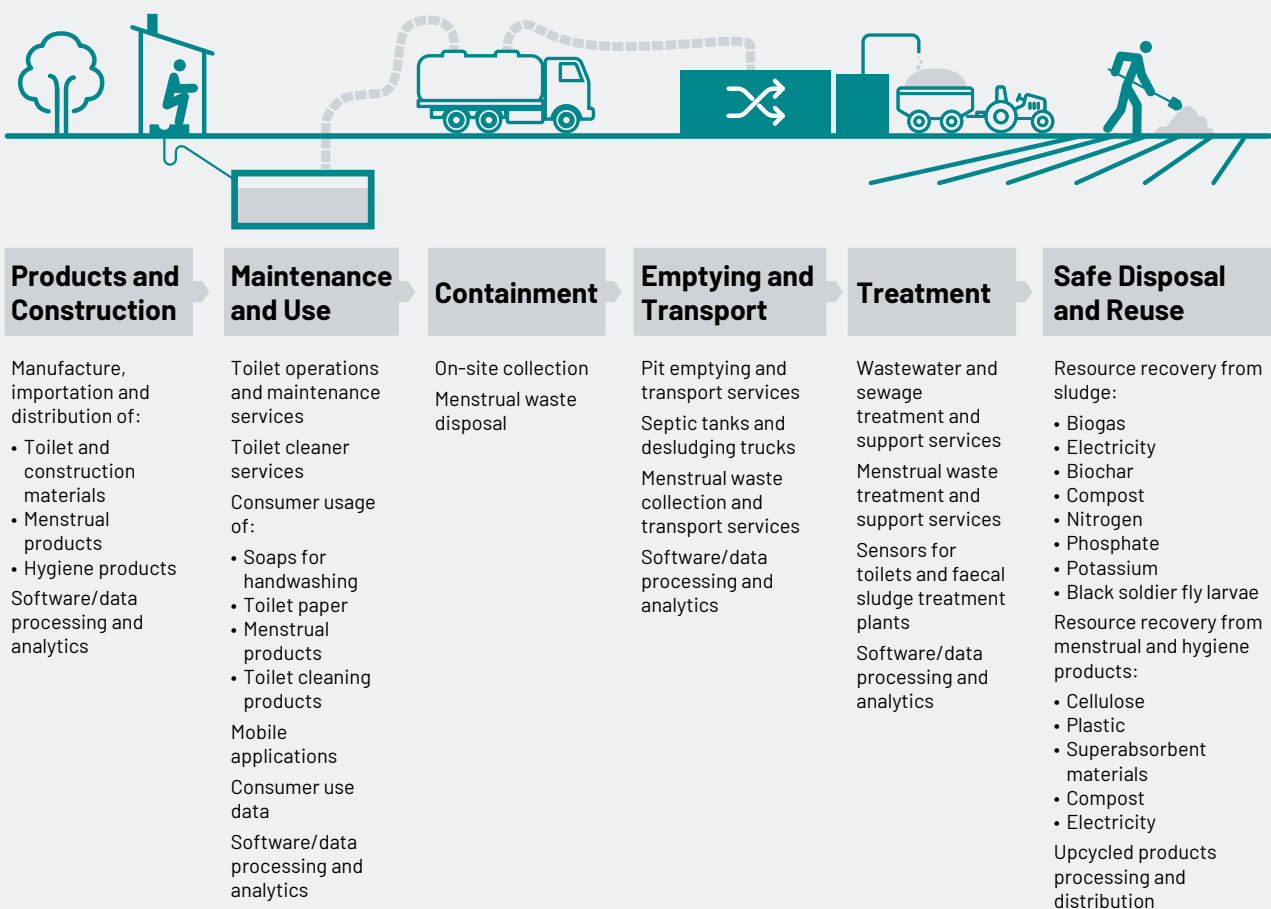 Products and
Construction
Manufacture,
importation and
distribution of:
• Toilet and
construction
materials
• Menstrual
products
• Hygiene products
Software/data
processing and
analytics
Maintenance
and Use
Toilet operations
and maintenance
services
Toilet cleaner
services
Consumer usage
of:
• Soaps for
handwashing
• Toilet paper
• Menstrual
products
• Toilet cleaning
products
Mobile
applications
Consumer use
data
Software/data
processing and
analytics
Containment
On-site collection
Menstrual waste
disposal
Emptying and
Transport
Pit emptying and
transport services
Septic tanks and
desludging trucks
Menstrual waste
collection and
transport services
Software/data
processing and
analytics
Treatment
Wastewater and
sewage
treatment and
support services
Menstrual waste
treatment and
support services
Sensors for
toilets and faecal
sludge treatment
plants
Software/data
processing and
analytics
Safe Disposal
and Reuse
Resource recovery from
sludge:
• Biogas
• Electricity
• Biochar
• Compost
• Nitrogen
• Phosphate
• Potassium
• Black soldier fly larvae
Resource recovery from
menstrual and hygiene
products:
• Cellulose
• Plastic
• Superabsorbent
materials
• Compost
• Electricity
Upcycled products
processing and
distribution